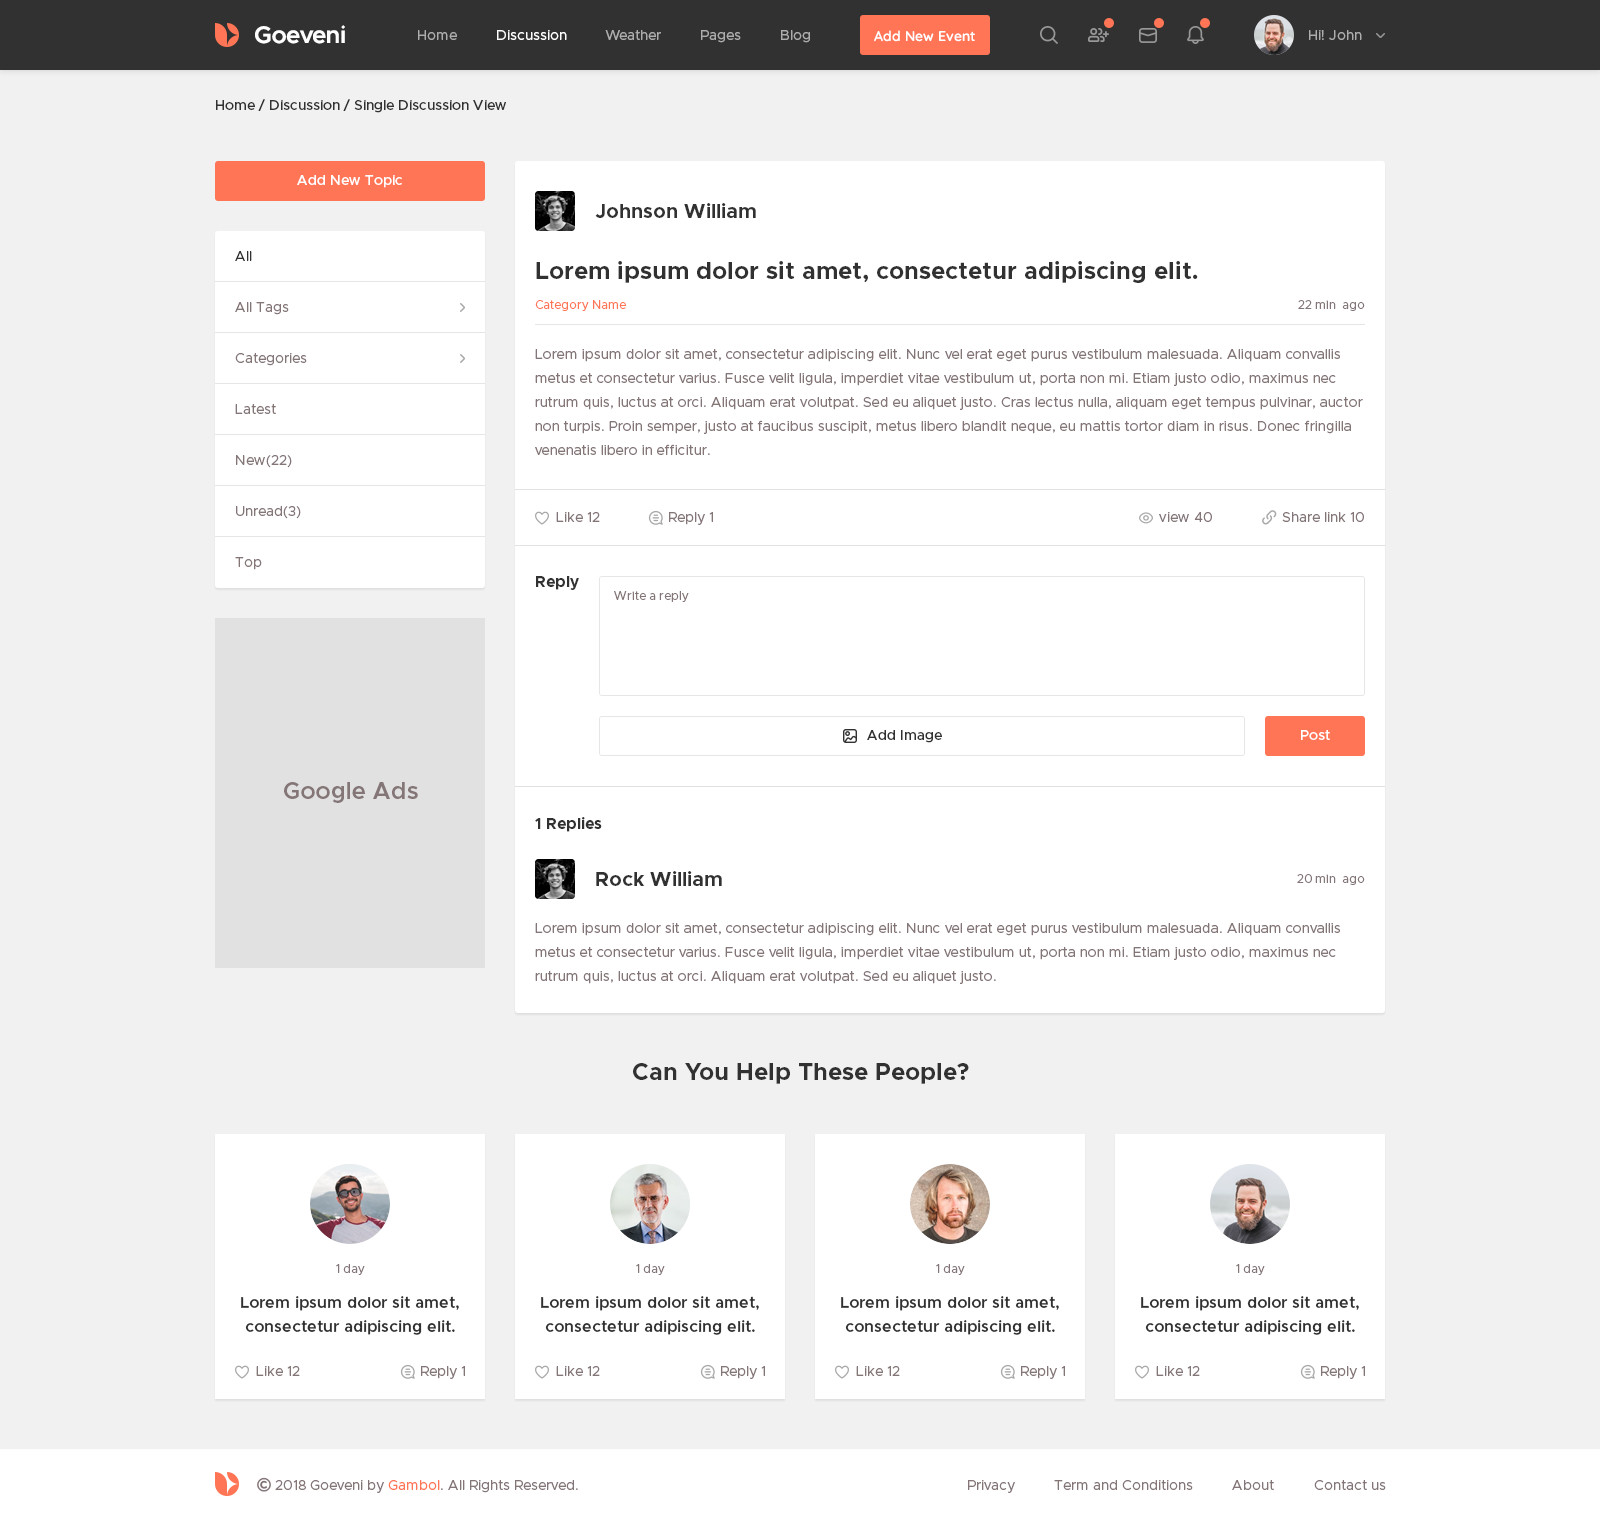 Goeveni
Home Discussion Weather Pages Blog Add New Event Hi! John
Home / Discussion / Single Discussion View
Add New Topic
All
All Tags
Categories
Latest
New(22)
Unread(3)
Top
Google Ads
Johnson William
Lorem ipsum dolor sit amet, consectetur adipiscing elit.
Category Name 22 min ago
Lorem ipsum dolor sit amet, consectetur adipiscing elit. Nunc vel erat eget purus vestibulum malesuada. Aliquam convallis
metus et consectetur varius. Fusce velit ligula, imperdiet vitae vestibulum ut, porta non mi. Etiam justo odio, maximus nec
rutrum quis, luctus at orci. Aliquam erat volutpat. Sed eu aliquet justo. Cras lectus nulla, aliquam eget tempus pulvinar, auctor
non turpis. Proin semper, justo at faucibus suscipit, metus libero blandit neque, eu mattis tortor diam in risus. Donec fringilla
venenatis libero in efficitur.
Like 12 Reply 1 view 40 Share link 10
Reply
Write a reply
Add Image Post
1 Replies
Rock William 20 min ago
Lorem ipsum dolor sit amet, consectetur adipiscing elit. Nunc vel erat eget purus vestibulum malesuada. Aliquam convallis
metus et consectetur varius. Fusce velit ligula, imperdiet vitae vestibulum ut, porta non mi. Etiam justo odio, maximus nec
rutrum quis, luctus at orci. Aliquam erat volutpat. Sed eu aliquet justo.
Can You Help These People?
1 day
Lorem ipsum dolor sit amet,
consectetur adipiscing elit.
Like 12 Reply 1
1 day
Lorem ipsum dolor sit amet,
consectetur adipiscing elit.
Like 12 Reply 1
1 day
Lorem ipsum dolor sit amet,
consectetur adipiscing elit.
Like 12 Reply 1
1 day
Lorem ipsum dolor sit amet,
consectetur adipiscing elit.
Like 12 Reply 1
© 2018 Goeveni by Gambol. All Rights Reserved. Privacy Term and Conditions About Contact us